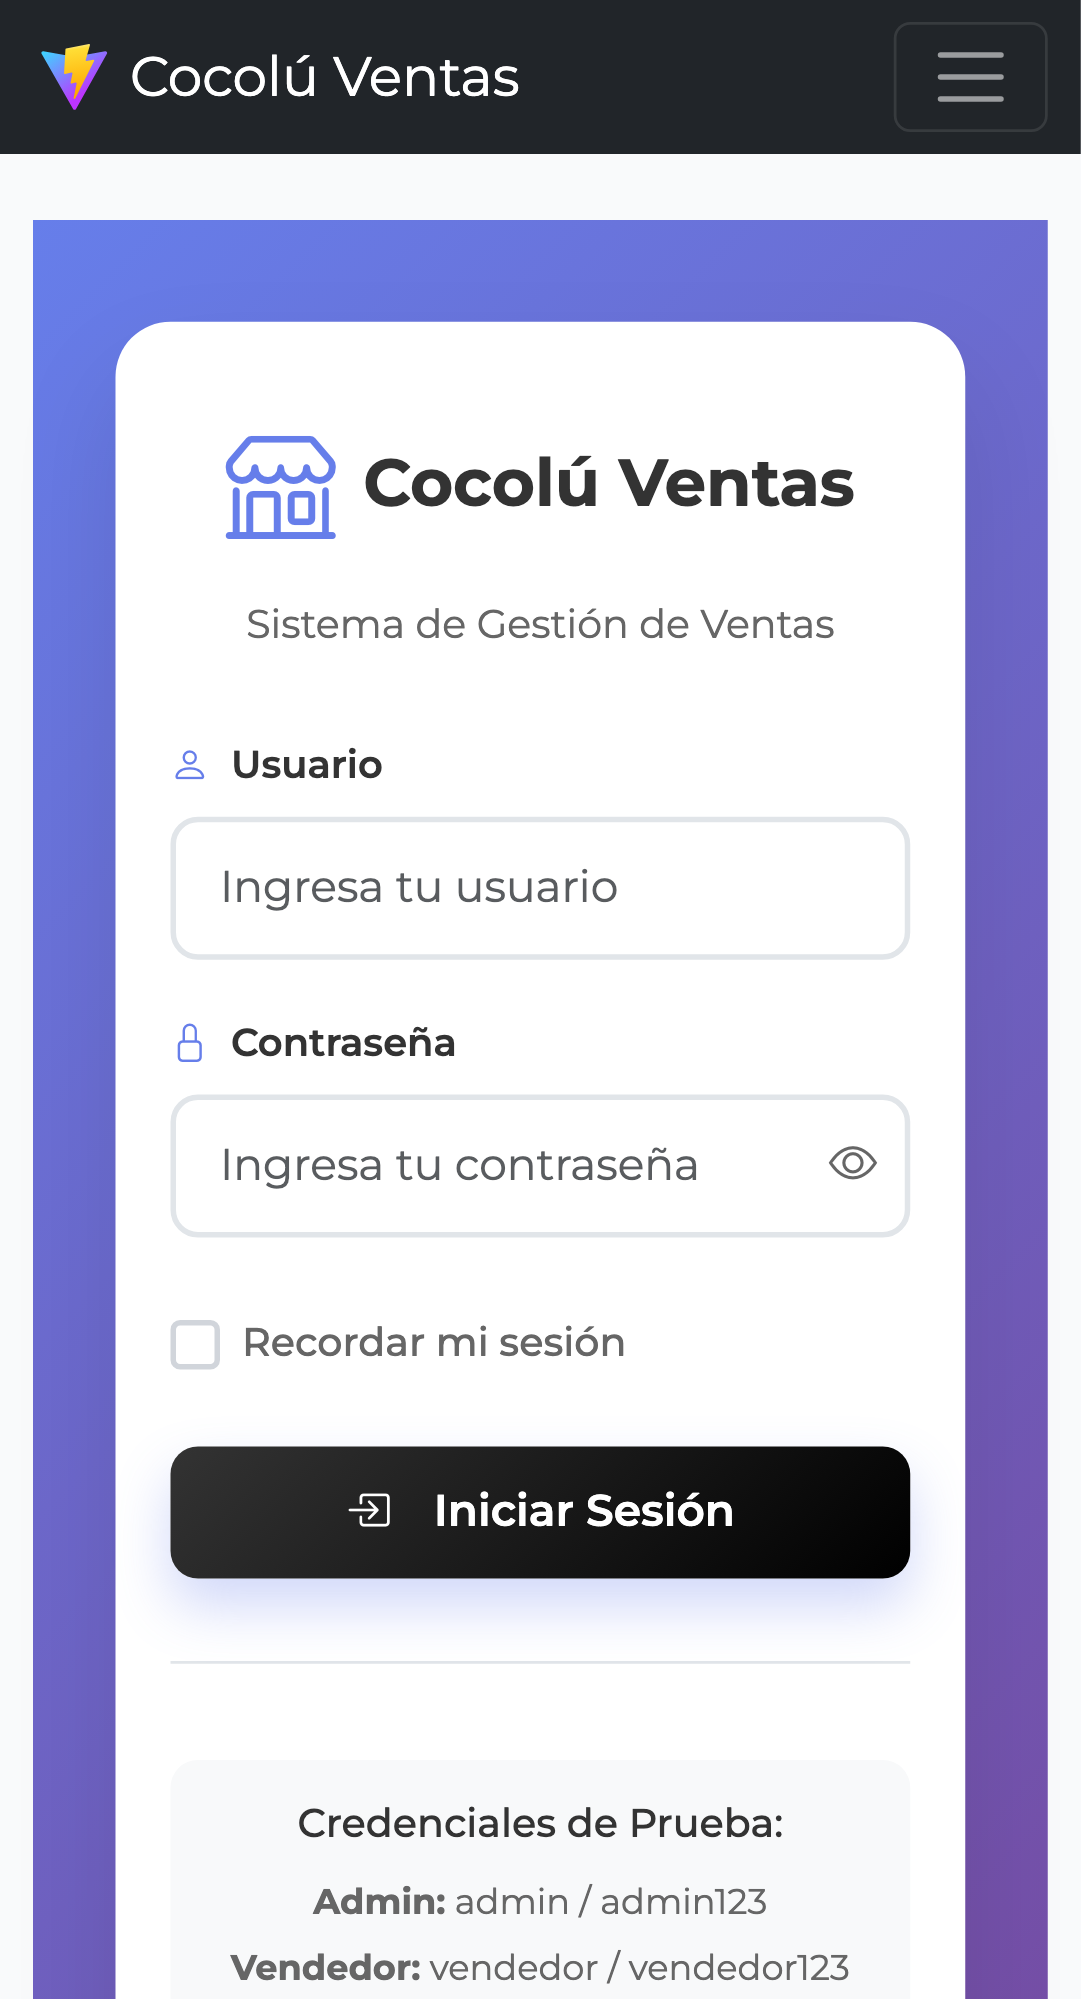 Cocolú Ventas
Cocolú Ventas
Sistema de Gestión de Ventas
Usuario
Ingresa tu usuario
Contraseña
Ingresa tu contraseña
Recordar mi sesión
Iniciar Sesión
Credenciales de Prueba:
Admin: admin / admin123
Vendedor: vendedor / vendedor123